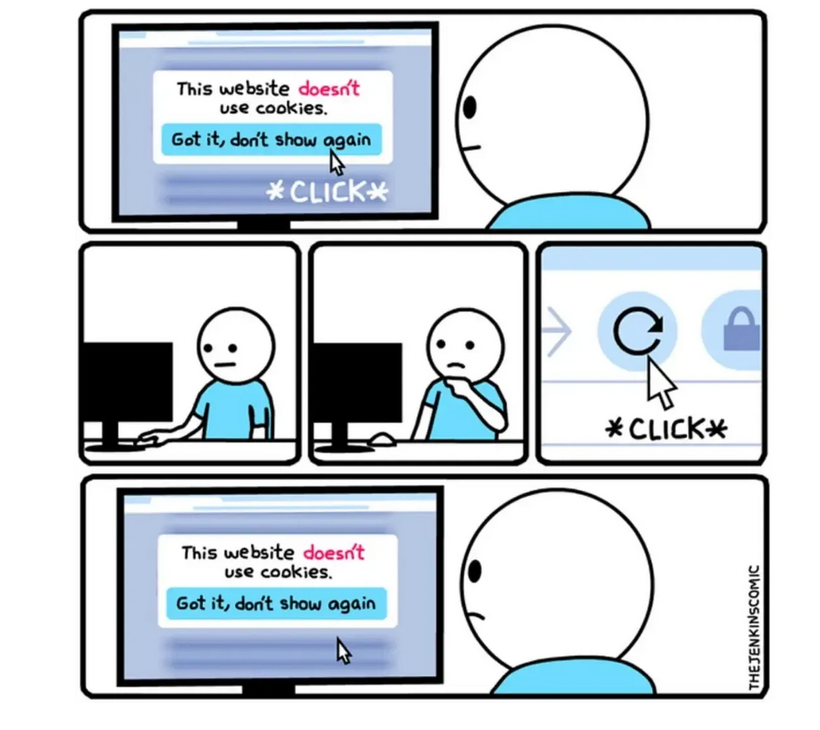 This website doesn't
use cookies.
Got it, don't show again
*CLICK*
*CLICK*
This website doesn't
use cookies.
Got it, don't show again
THEJENKINSCOMIC